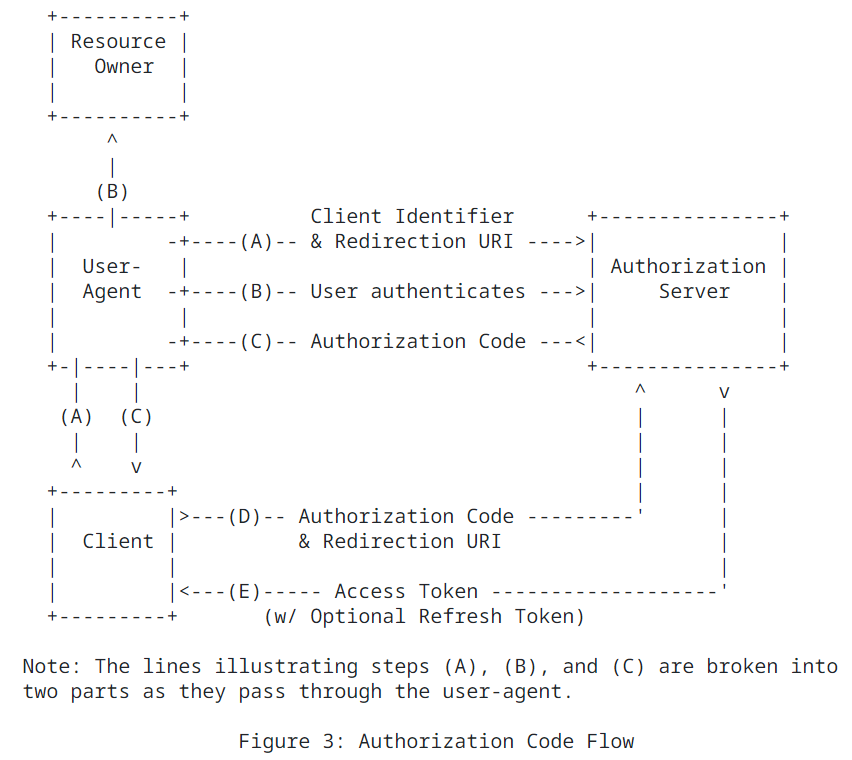 +----------+
| Resource |
|   Owner  |
|          |
+----------+
     ^
     |
    (B)
+----|-----+          Client Identifier      +---------------+
|         -+----(A)-- & Redirection URI ---->|               |
|  User-   |                                 | Authorization |
|  Agent  -+----(B)-- User authenticates --->|     Server    |
|          |                                 |               |
|         -+----(C)-- Authorization Code ---<|               |
+-|----|---+                                 +---------------+
  |    |                                         ^      v
 (A)  (C)                                        |      |
  |    |                                         |      |
  ^    v                                         |      |
+---------+                                      |      |
|         |>---(D)-- Authorization Code ---------'      |
|  Client |          & Redirection URI                  |
|         |                                             |
|         |<---(E)----- Access Token -------------------'
+---------+       (w/ Optional Refresh Token)
Note: The lines illustrating steps (A), (B), and (C) are broken into
two parts as they pass through the user-agent.
Figure 3: Authorization Code Flow